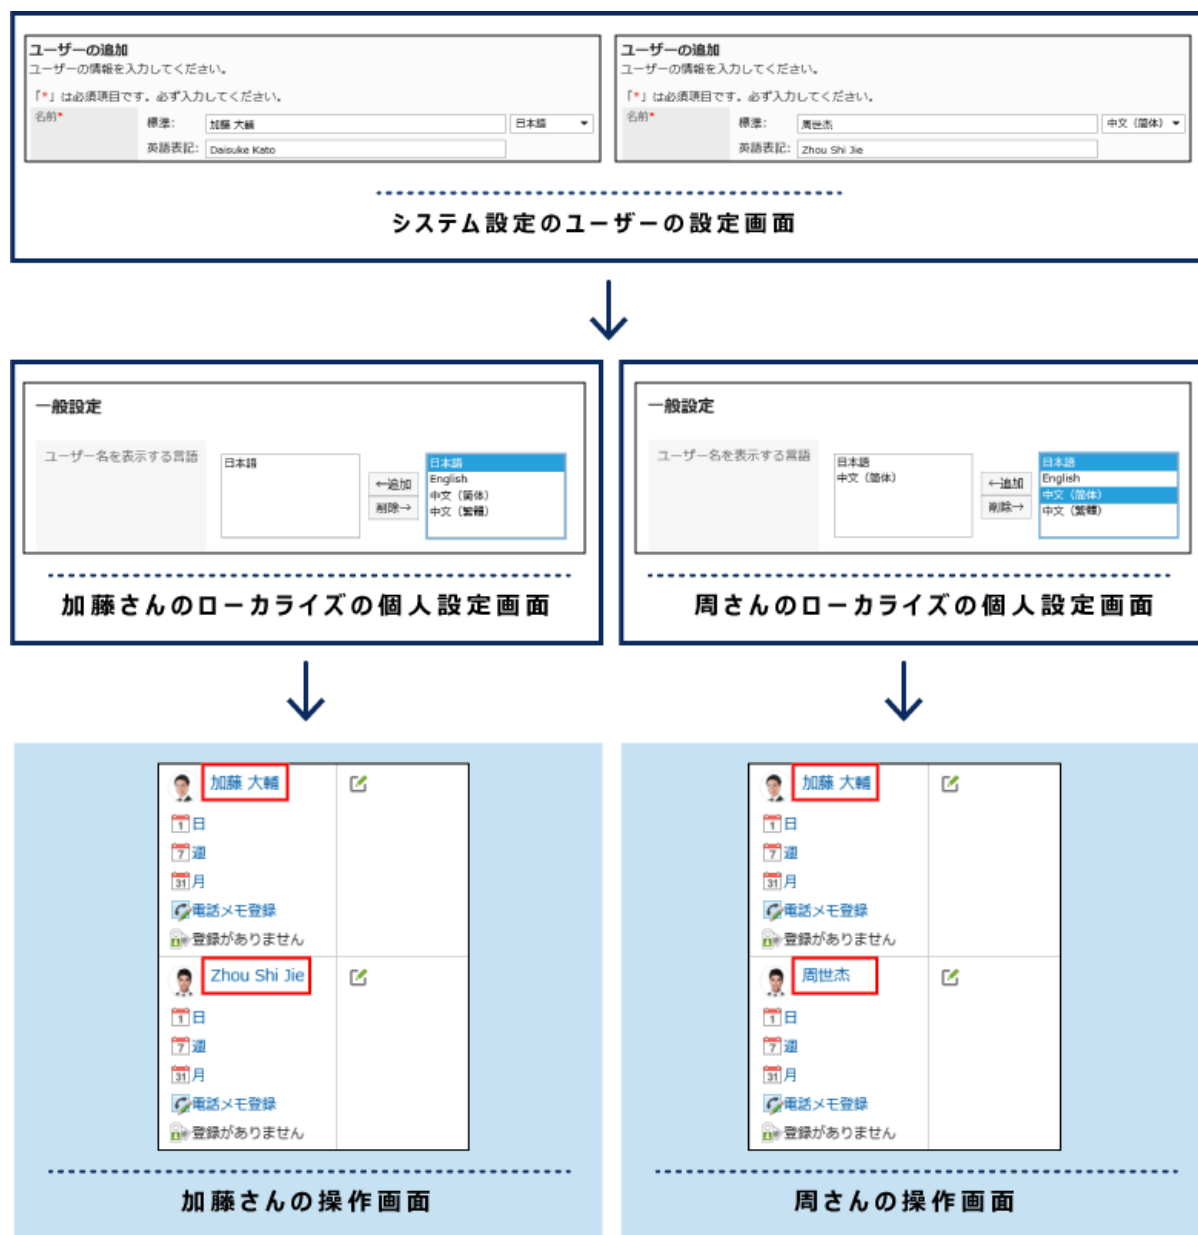 ユーザーの追加
ユーザーの情報を入力してください。
「*」は必須項目です。必ず入力してください。
名前*
標準:
加藤 大輔
日本語
英語表記:
Daisuke Kato
ユーザーの追加
ユーザーの情報を入力してください。
「*」は必須項目です。必ず入力してください。
名前*
標準:
周世杰
中文（简体）
英語表記:
Zhou Shi Jie
システム設定のユーザーの設定画面
一般設定
ユーザー名を表示する言語
日本語
←追加
削除→
日本語
English
中文（简体）
中文（繁體）
加藤さんのローカライズの個人設定画面
一般設定
ユーザー名を表示する言語
日本語
中文（简体）
←追加
削除→
日本語
English
中文（简体）
中文（繁體）
周さんのローカライズの個人設定画面
加藤 大輔
1 日
7 週
31 月
電話メモ登録
登録がありません
Zhou Shi Jie
1 日
7 週
31 月
電話メモ登録
登録がありません
加藤さんの操作画面
加藤 大輔
1 日
7 週
31 月
電話メモ登録
登録がありません
周世杰
1 日
7 週
31 月
電話メモ登録
登録がありません
周さんの操作画面